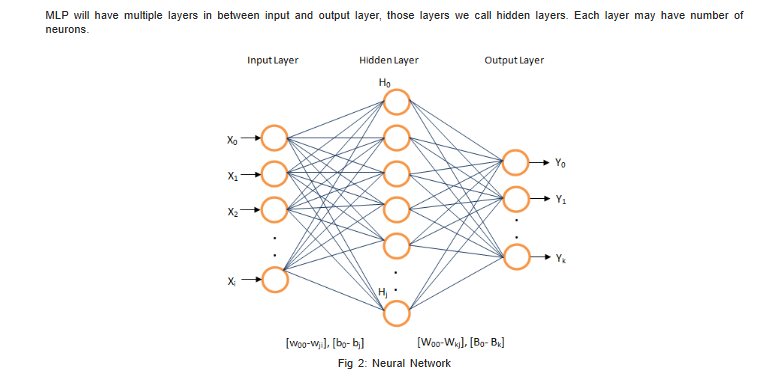 MLP will have multiple layers in between input and output layer, those layers we call hidden layers. Each layer may have number of
neurons.
Input Layer Hidden Layer Output Layer
H₀
X₀
Y₀
X₁
Y₁
X₂
Yₖ
Xᵢ
Hⱼ
[w₀₀-wⱼᵢ], [b₀- bⱼ] [W₀₀-Wₖⱼ], [B₀- Bₖ]
Fig 2: Neural Network